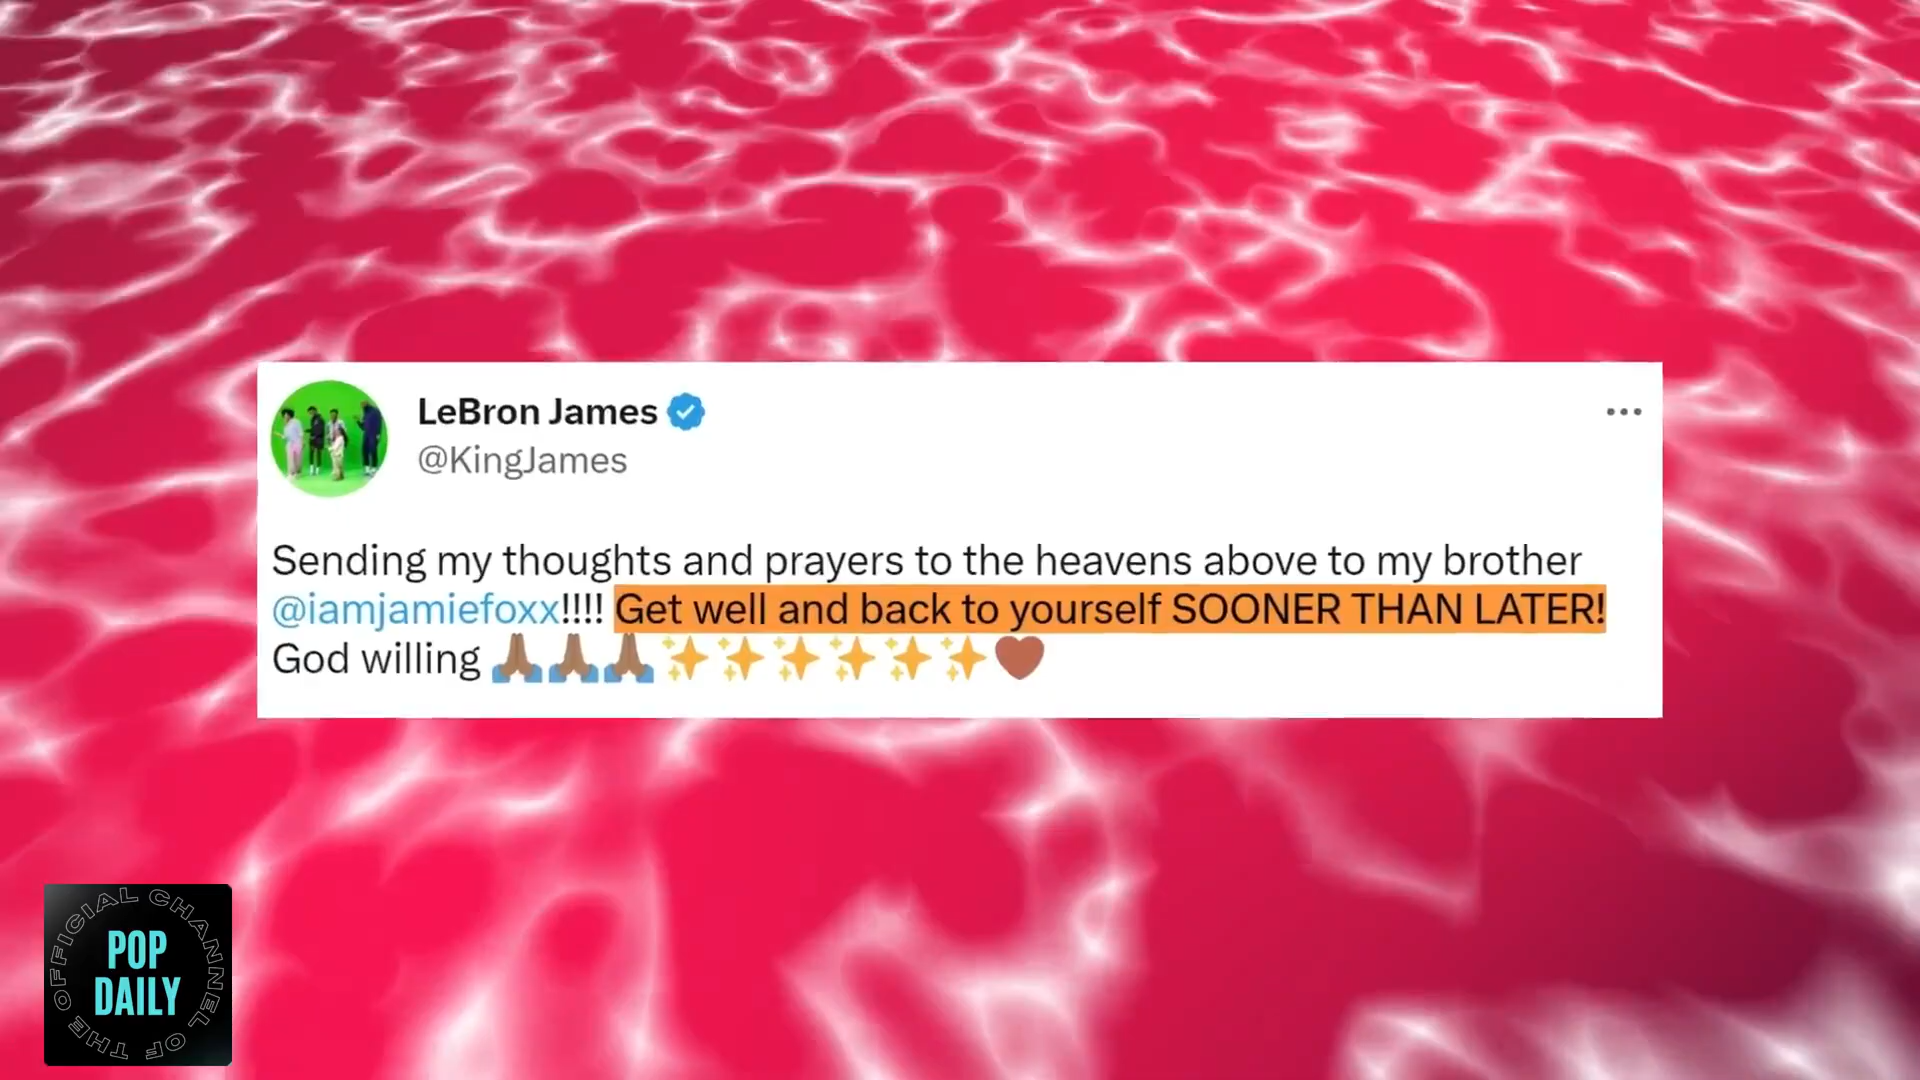 LeBron James
@KingJames
Sending my thoughts and prayers to the heavens above to my brother
@iamjamiefoxx!!!! Get well and back to yourself SOONER THAN LATER!
God willing 🙏🏾🙏🏾🙏🏾✨✨✨✨✨✨🤎
THE OFFICIAL CHANNEL OF
POP
DAILY